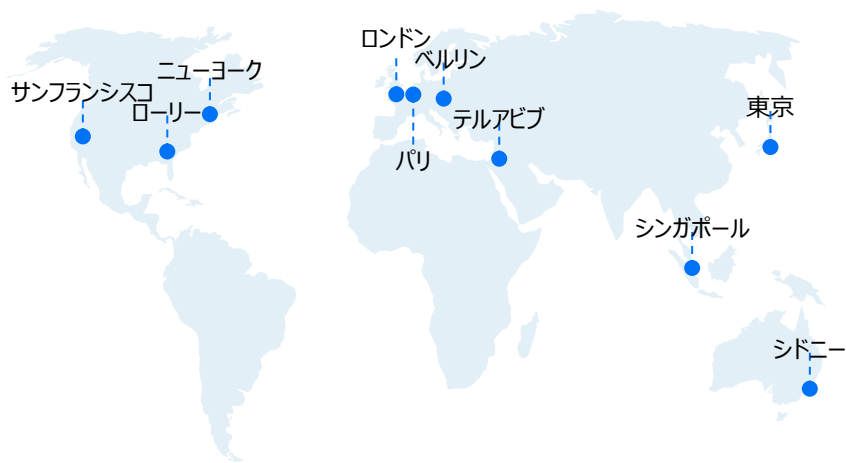 ロンドン
ベルリン
ニューヨーク
サンフランシスコ
ローリー
テルアビブ
東京
パリ
シンガポール
シドニー